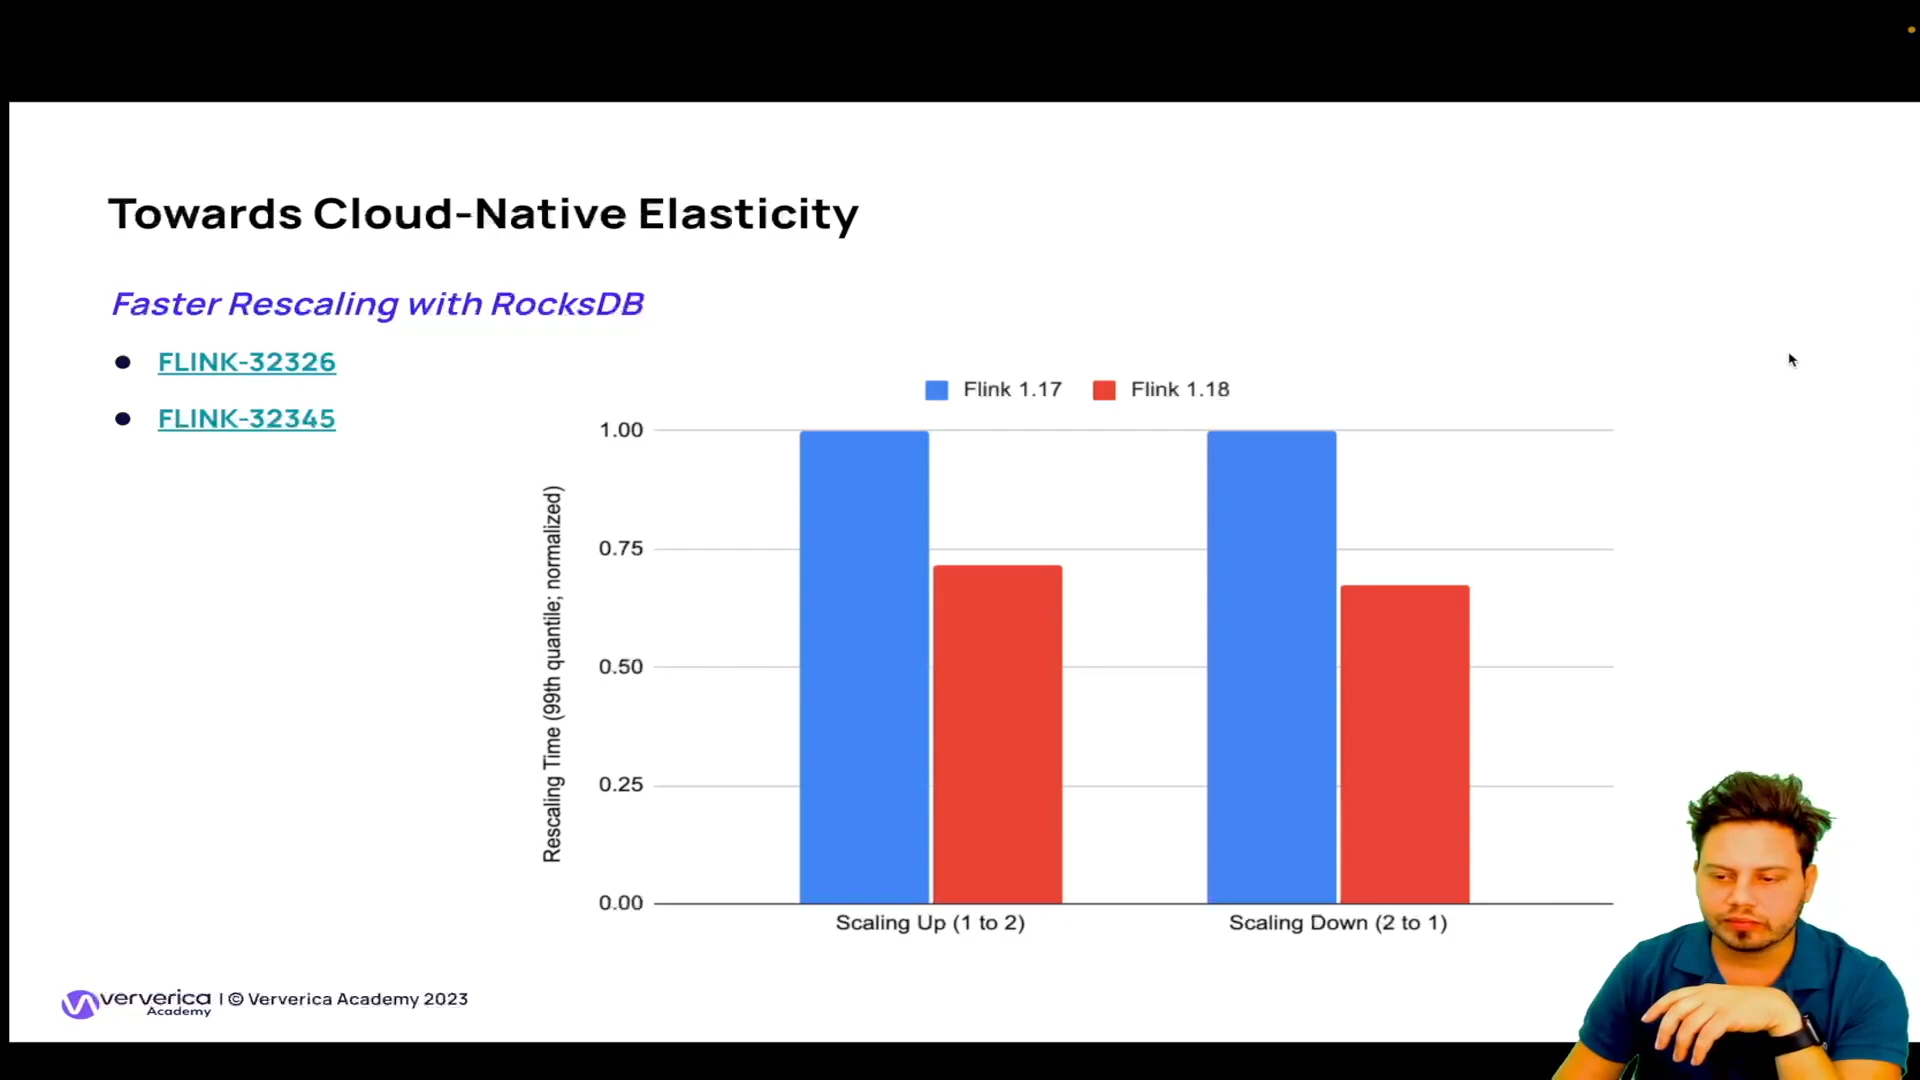 Towards Cloud-Native Elasticity
Faster Rescaling with RocksDB
FLINK-32326
FLINK-32345
Flink 1.17
Flink 1.18
Rescaling Time (99th quantile; normalized)
1.00
0.75
0.50
0.25
0.00
Scaling Up (1 to 2)
Scaling Down (2 to 1)
ververica
Academy
| © Ververica Academy 2023